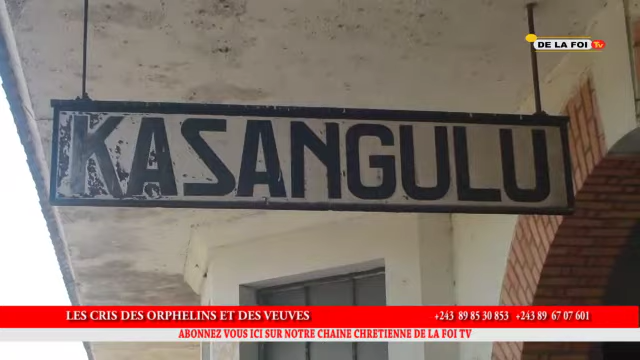 DE LA FOI Tv
KASANGULU
LES CRIS DES ORPHELINS ET DES VEUVES +243 89 85 30 853 +243 89 67 07 601
ABONNEZ VOUS ICI SUR NOTRE CHAINE CHRETIENNE DE LA FOI TV